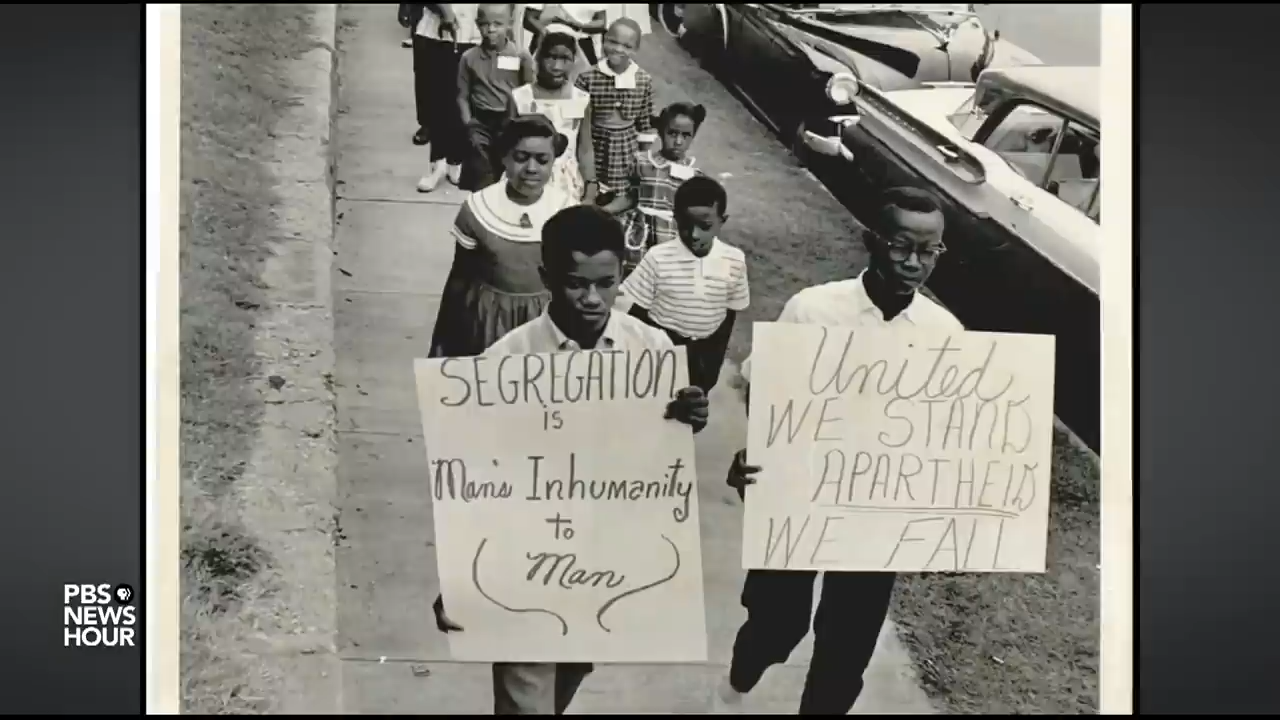 SEGREGATION
is
Man's Inhumanity
to
Man
United
WE STAND
APARTHEID
WE FALL
PBS
NEWS
HOUR